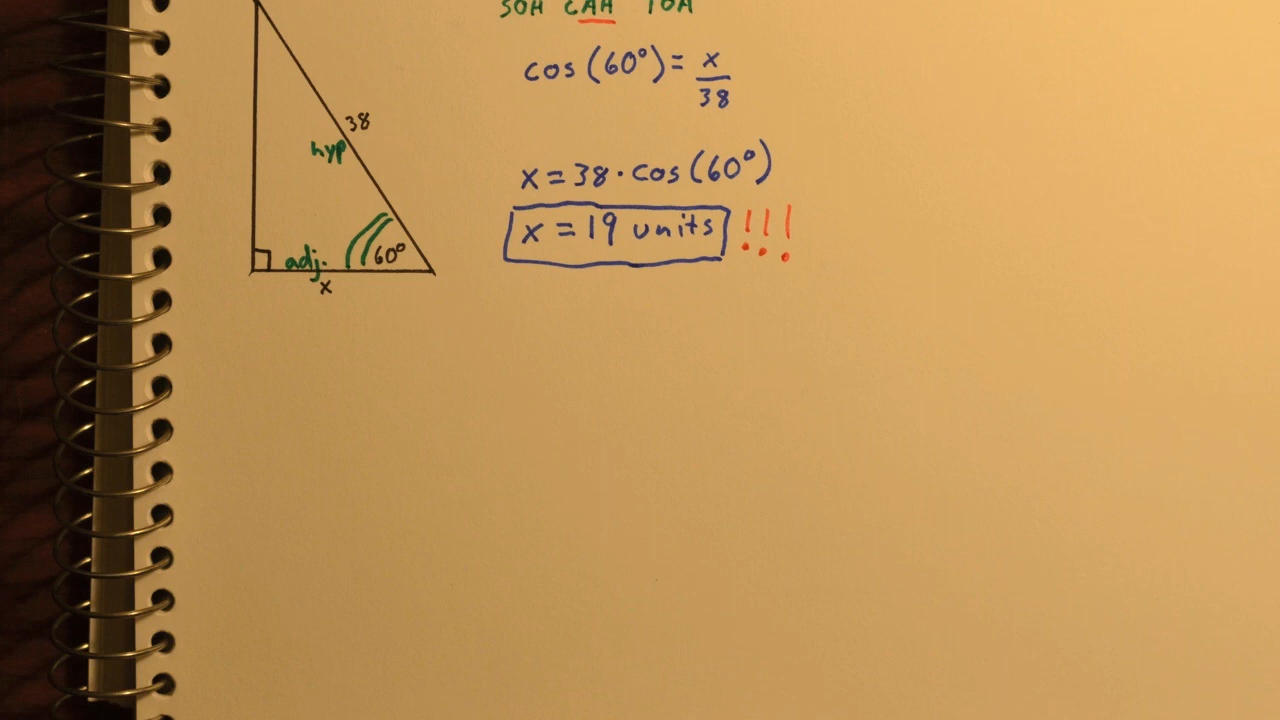 SOH CAH TOA
cos(60°) = x/38
38
hyp
x = 38 · cos(60°)
x = 19 units !!!
adj. 60°
x